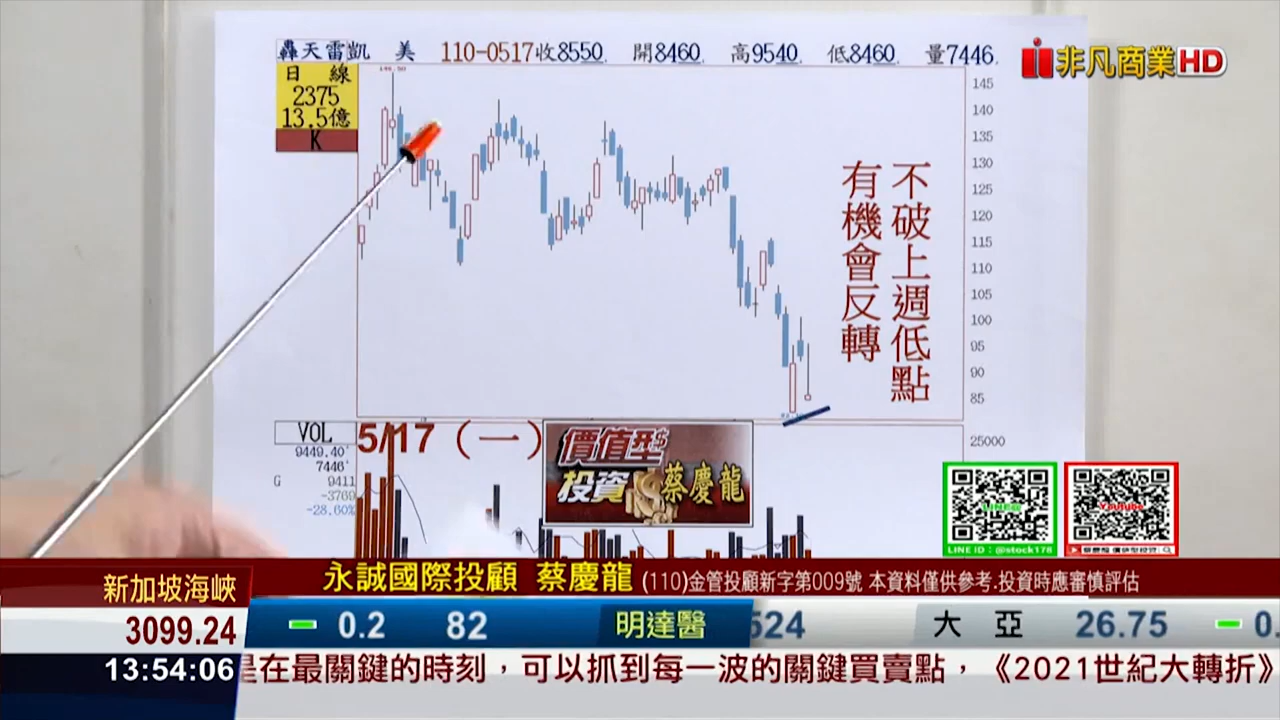 轟天雷凱 美 110-0517收8550. 開8460. 高9540. 低8460. 量7446.
非凡商業HD
日 線
2375
13.5億
K
145
140
135
130
125
120
115
110
105
100
95
90
85
不破上週低點
有機會反轉
VOL
9449.40'
7446'
G 9411
-3769
-28.60%
5/17 (一)
價值型
投資
蔡慶龍
25000
LINE@
LINE ID:@stock178
Youtube
永誠國際投顧 蔡慶龍 (110)金管投顧新字第009號 本資料僅供參考.投資時應審慎評估
新加坡海峽
3099.24
13:54:06
0.2 82 明達醫 524 大 亞 26.75 0.
是在最關鍵的時刻，可以抓到每一波的關鍵買賣點，《2021世紀大轉折》